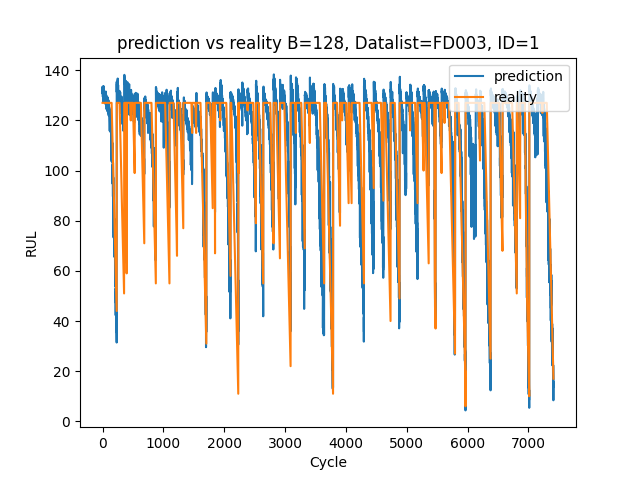 prediction vs reality B=128, Datalist=FD003, ID=1
prediction
reality
RUL
140
120
100
80
60
40
20
0
0 1000 2000 3000 4000 5000 6000 7000
Cycle